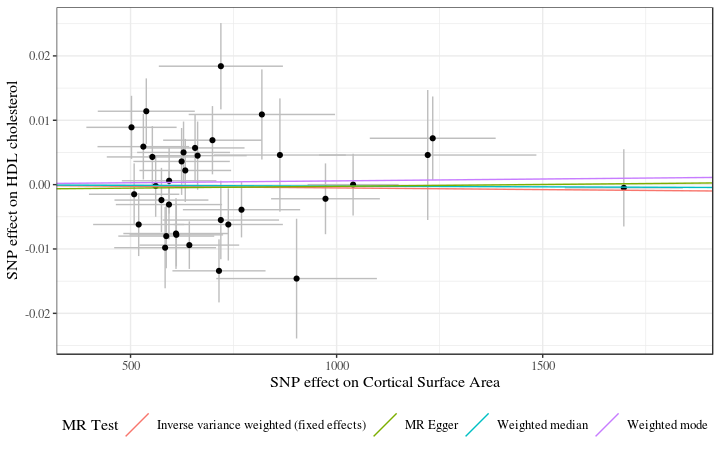 SNP effect on HDL cholesterol
0.02
0.01
0.00
-0.01
-0.02
500
1000
1500
SNP effect on Cortical Surface Area
MR Test
Inverse variance weighted (fixed effects)
MR Egger
Weighted median
Weighted mode